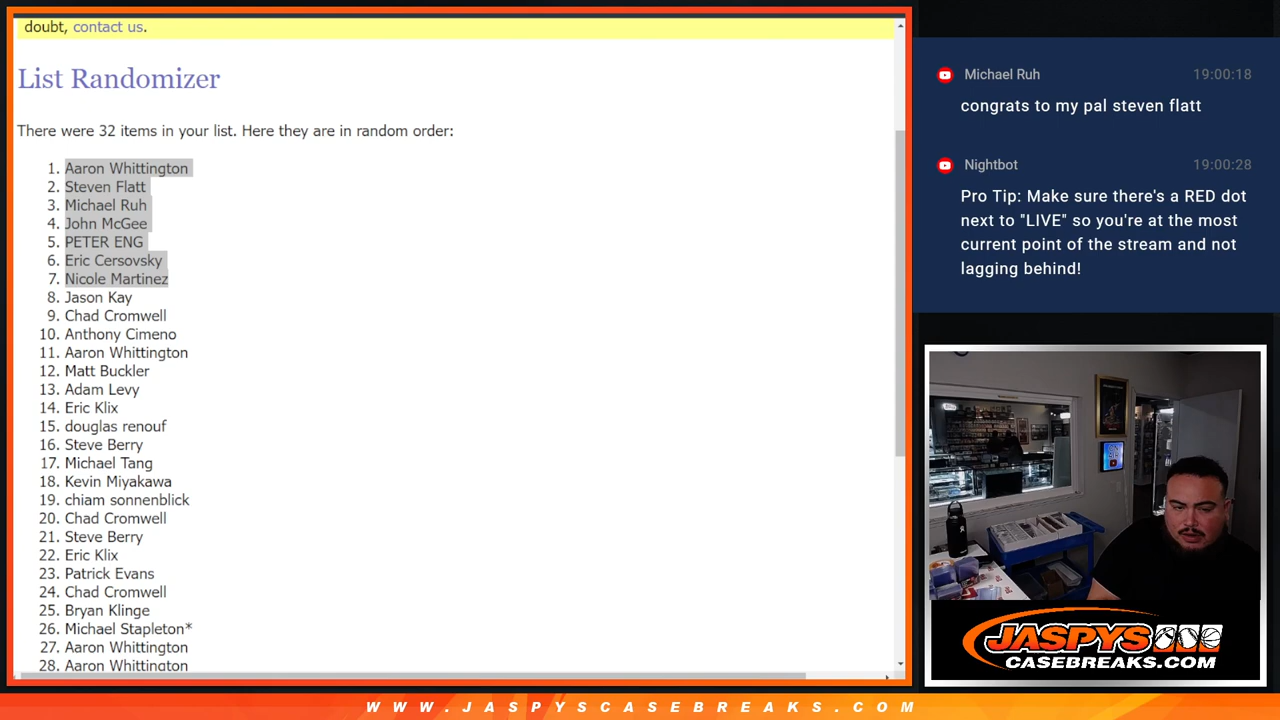 doubt, contact us.
List Randomizer
There were 32 items in your list. Here they are in random order:
1. Aaron Whittington
2. Steven Flatt
3. Michael Ruh
4. John McGee
5. PETER ENG
6. Eric Cersovsky
7. Nicole Martinez
8. Jason Kay
9. Chad Cromwell
10. Anthony Cimeno
11. Aaron Whittington
12. Matt Buckler
13. Adam Levy
14. Eric Klix
15. douglas renouf
16. Steve Berry
17. Michael Tang
18. Kevin Miyakawa
19. chiam sonnenblick
20. Chad Cromwell
21. Steve Berry
22. Eric Klix
23. Patrick Evans
24. Chad Cromwell
25. Bryan Klinge
26. Michael Stapleton*
27. Aaron Whittington
28. Aaron Whittington
Michael Ruh 19:00:18
congrats to my pal steven flatt
Nightbot 19:00:28
Pro Tip: Make sure there's a RED dot
next to "LIVE" so you're at the most
current point of the stream and not
lagging behind!
JASPYS
CASEBREAKS.COM
WWW.JASPYSCASEBREAKS.COM